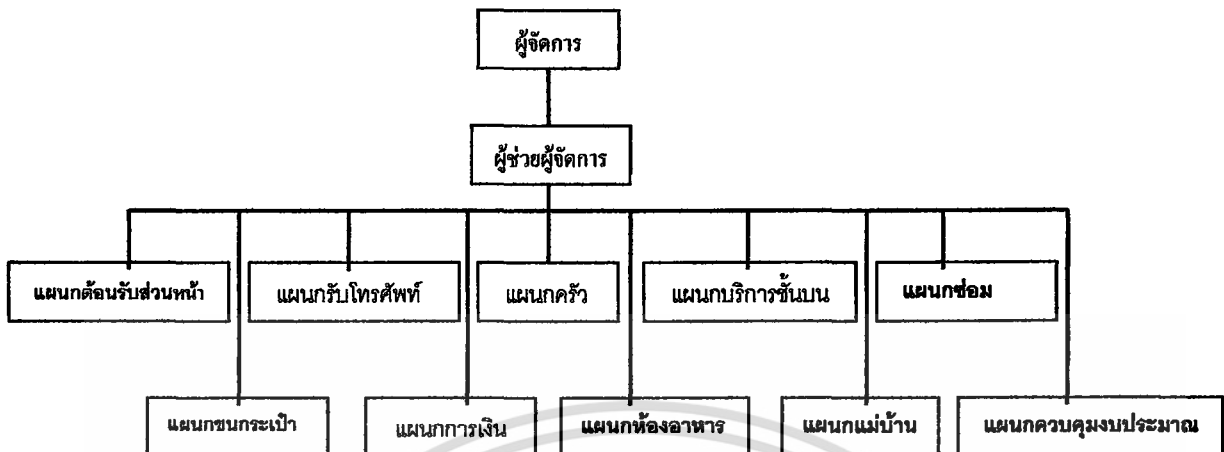 ผู้จัดการ
ผู้ช่วยผู้จัดการ
แผนกต้อนรับส่วนหน้า
แผนกรับโทรศัพท์
แผนกครัว
แผนกบริการชั้นบน
แผนกซ่อม
แผนกขนกระเป๋า
แผนกการเงิน
แผนกห้องอาหาร
แผนกแม่บ้าน
แผนกควบคุมงบประมาณ